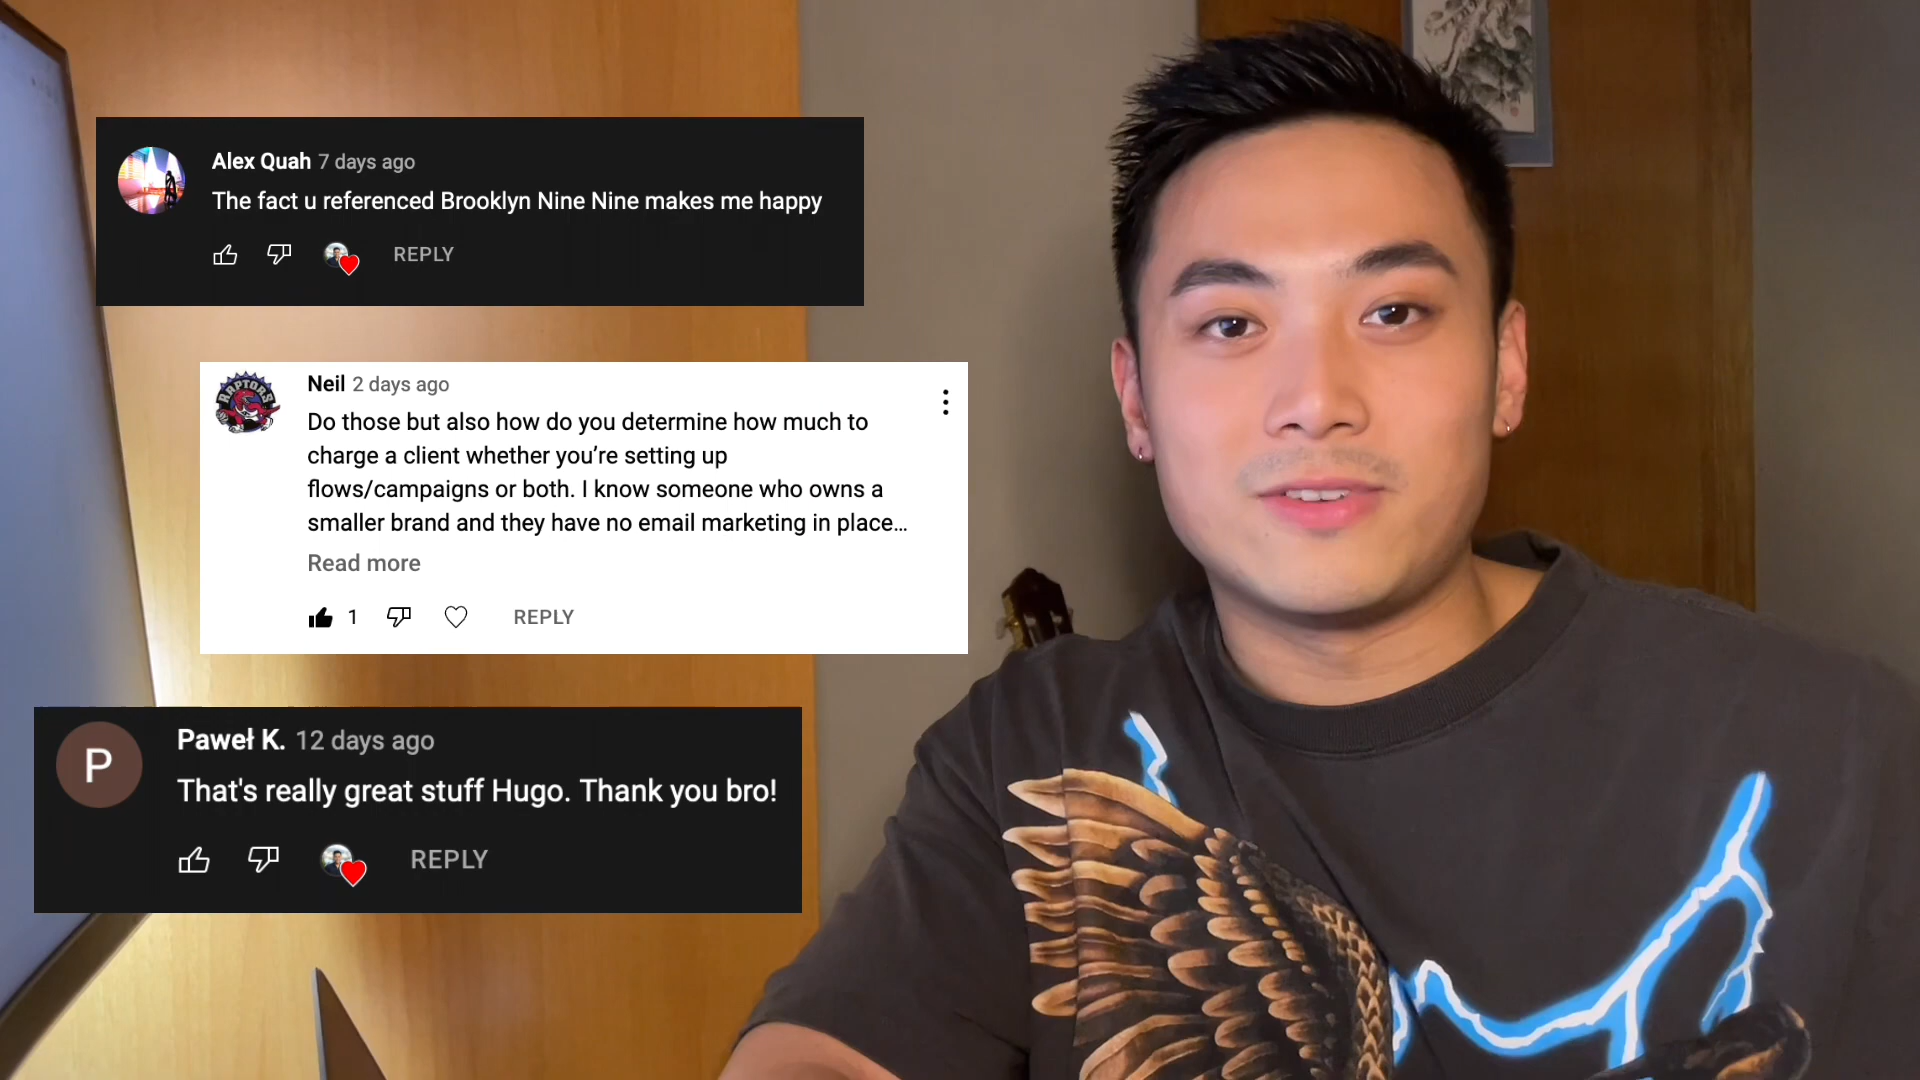 Alex Quah 7 days ago
The fact u referenced Brooklyn Nine Nine makes me happy
REPLY
RAPTORS
Neil 2 days ago
Do those but also how do you determine how much to
charge a client whether you’re setting up
flows/campaigns or both. I know someone who owns a
smaller brand and they have no email marketing in place...
Read more
1
REPLY
P
Paweł K. 12 days ago
That's really great stuff Hugo. Thank you bro!
REPLY